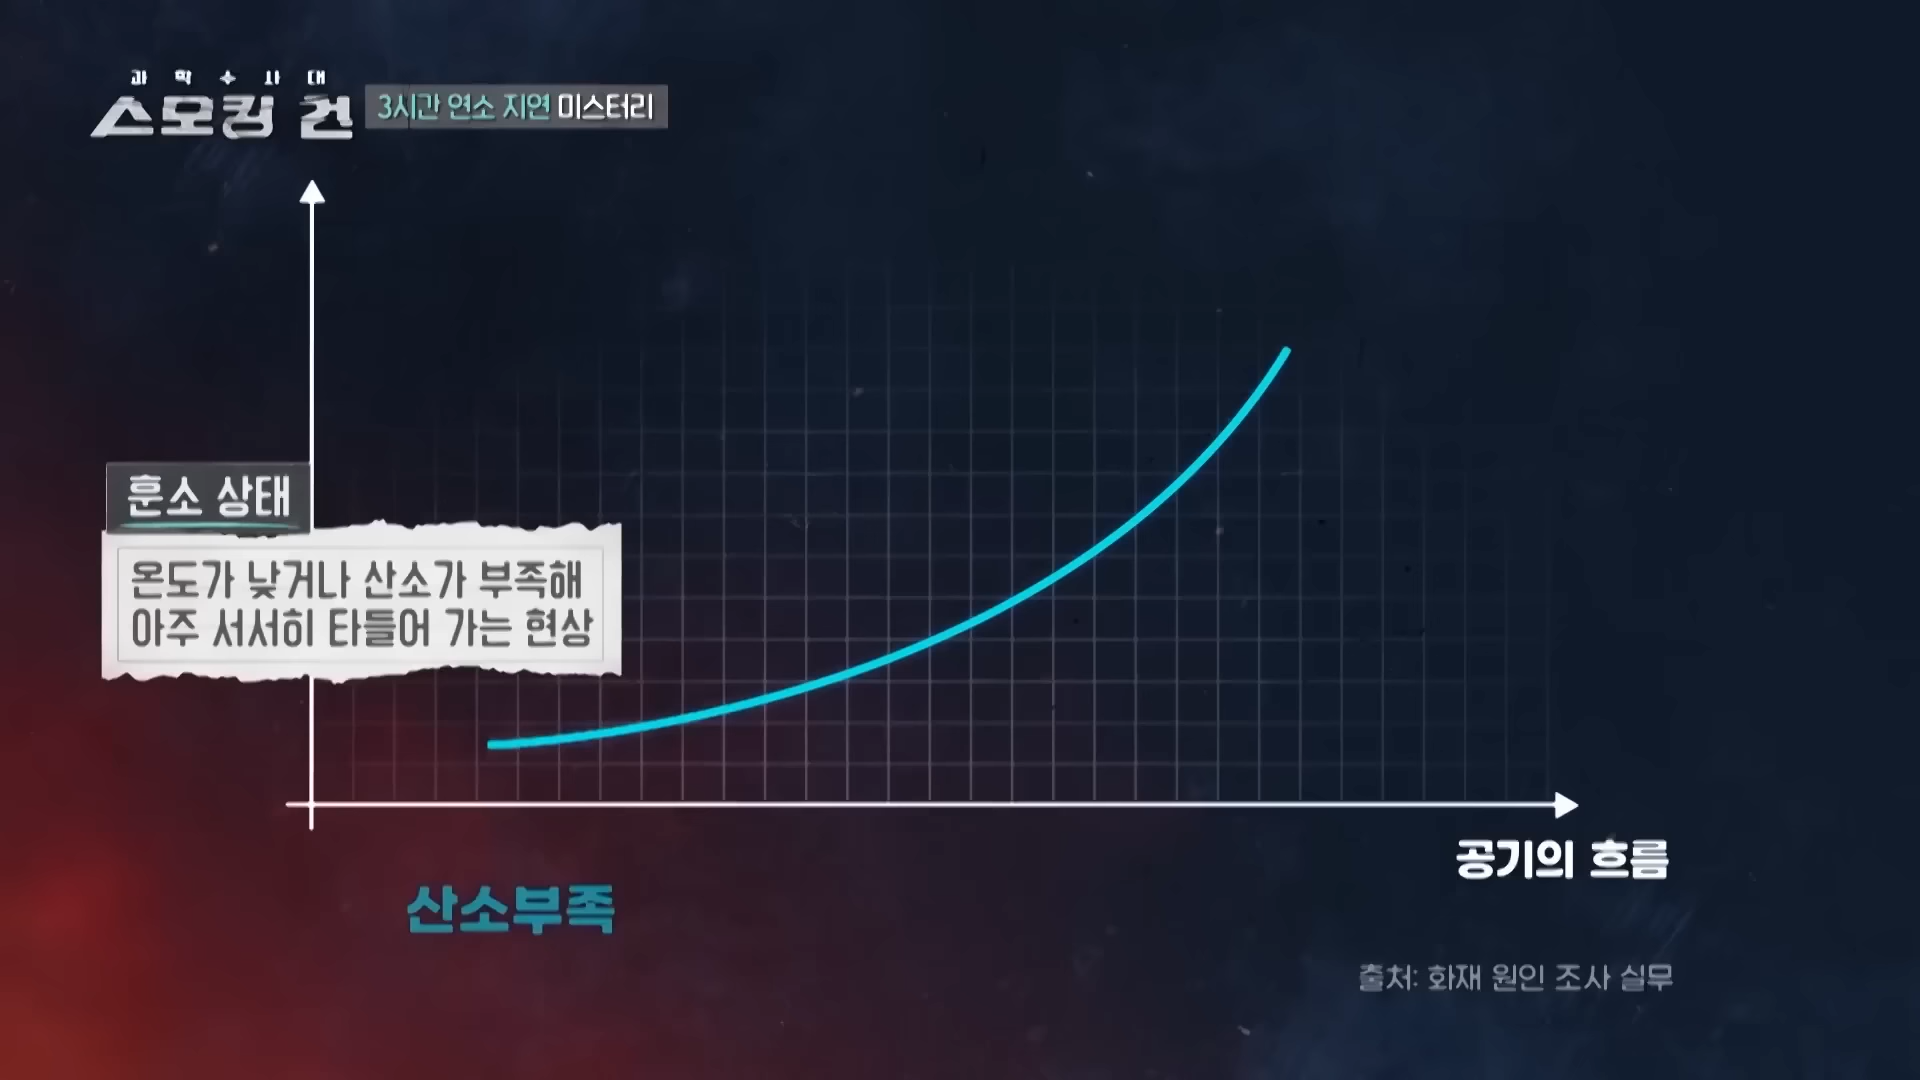 과학수사대
스모킹 건
3시간 연소 지연 미스터리
훈소 상태
온도가 낮거나 산소가 부족해
아주 서서히 타들어 가는 현상
공기의 흐름
산소부족
출처: 화재 원인 조사 실무